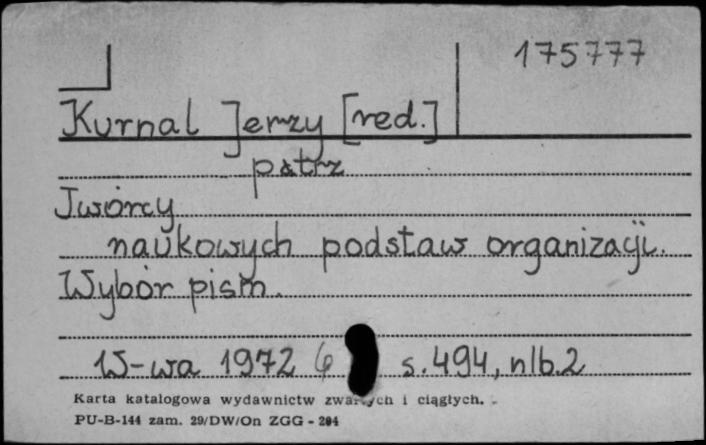 175777
Kurnal Jerzy [red.]
patrz
Twórcy
naukowych podstaw organizacji.
Wybór pism.
W-wa 1972 s. 494, nlb. 2
Karta katalogowa wydawnictw zwartych i ciągłych.
PU-B-144 zam. 29/DW/On ZGG - 204